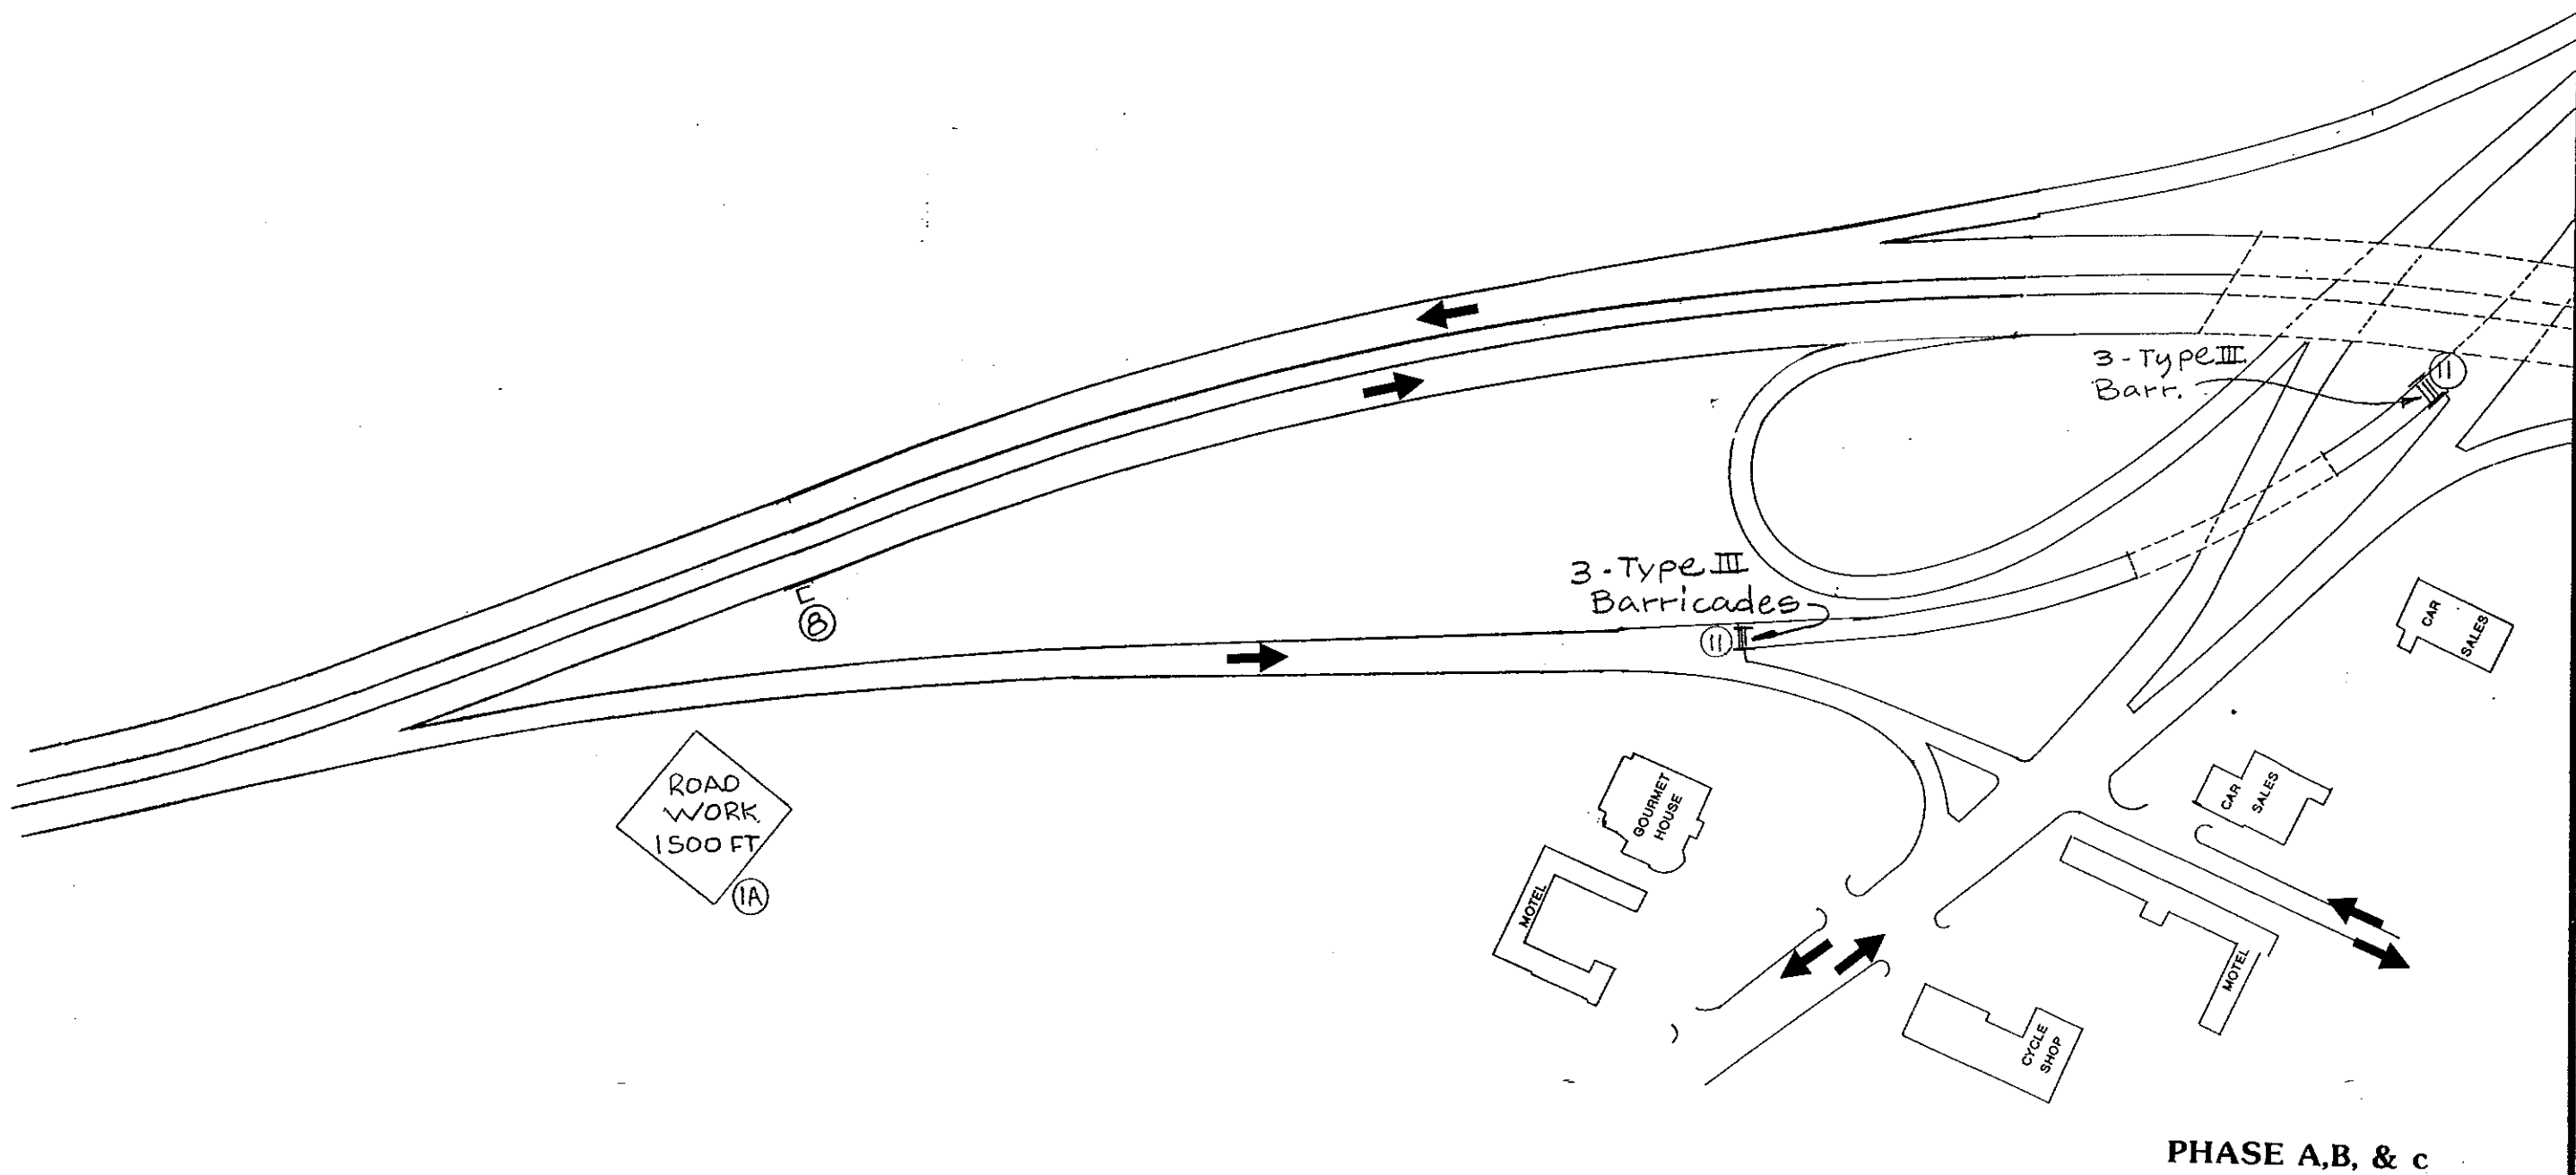 3 - Type III
Barr.
11
3 - Type III
Barricades
11
8
ROAD
WORK
1500 FT
1A
CAR
SALES
GOURMET
HOUSE
CAR
SALES
MOTEL
MOTEL
CYCLE
SHOP
PHASE A,B, & c